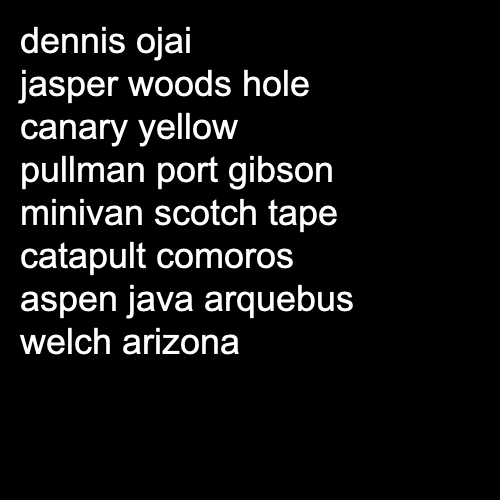 dennis ojai
jasper woods hole
canary yellow
pullman port gibson
minivan scotch tape
catapult comoros
aspen java arquebus
welch arizona